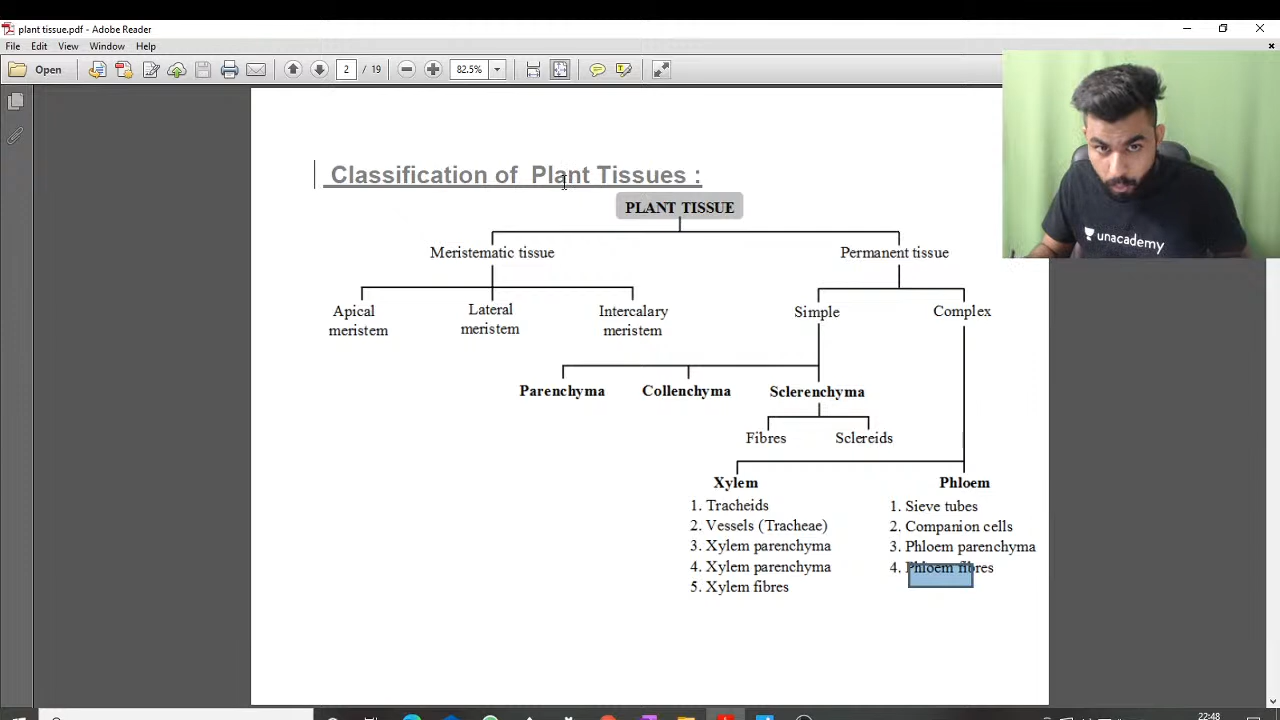 plant tissue.pdf - Adobe Reader
File Edit View Window Help
Open 2 / 19 82.5%
Classification of Plant Tissues :
PLANT TISSUE
Meristematic tissue Permanent tissue
Apical meristem
Lateral meristem
Intercalary meristem
Simple Complex
Parenchyma Collenchyma Sclerenchyma
Fibres Sclereids
Xylem
1. Tracheids
2. Vessels (Tracheae)
3. Xylem parenchyma
4. Xylem parenchyma
5. Xylem fibres
Phloem
1. Sieve tubes
2. Companion cells
3. Phloem parenchyma
4. Phloem fibres
unacademy
22:48